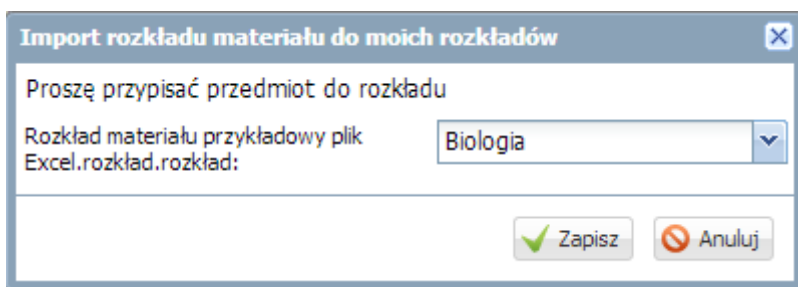 Import rozkładu materiału do moich rozkładów
Proszę przypisać przedmiot do rozkładu
Rozkład materiału przykładowy plik
Excel.rozkład.rozkład:
Biologia
Zapisz
Anuluj